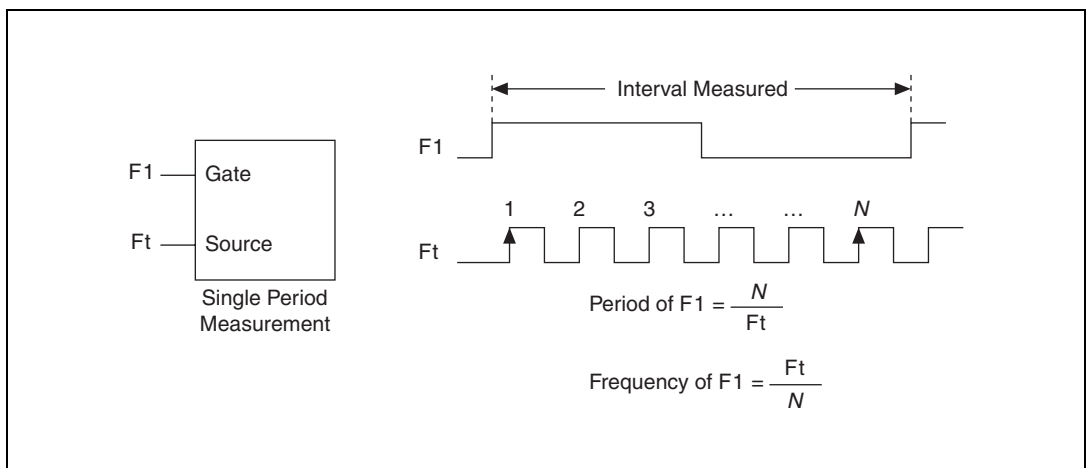 Interval Measured
F1
Gate
Ft
Source
Single Period
Measurement
F1
1 2 3 … … N
Ft
Period of F1 = N
Ft
Frequency of F1 = Ft
N